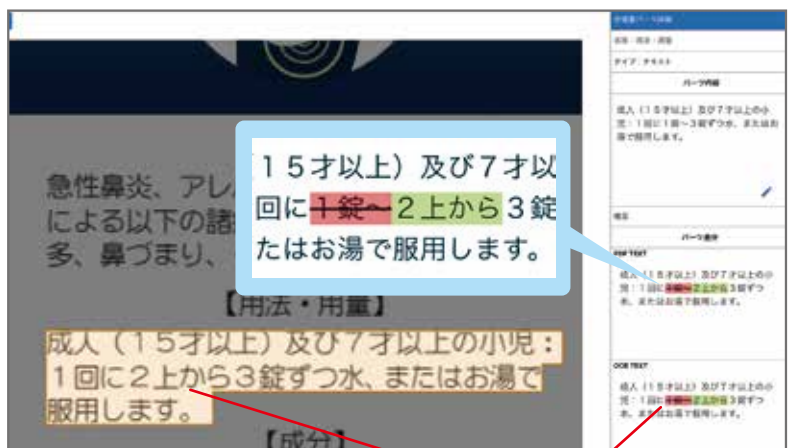 急性鼻炎、アレ
による以下の諸
多、鼻づまり、
【用法・用量】
成人（１５才以上）及び７才以上の小児：
１回に２上から３錠ずつ水、またはお湯で
服用します。
【成分】
１５才以上）及び７才以
回に１錠～２上から３錠
たはお湯で服用します。
タイプ：テキスト
パーツ内容
成人（１５才以上）及び７才以上の小
児：１回に１錠～３錠ずつ水、またはお
湯で服用します。
パーツ差分
OCR TEXT
成人（１５才以上）及び７才以上の小
児：１回に１錠～２上から３錠ずつ
水、またはお湯で服用します。
OCR TEXT
成人（１５才以上）及び７才以上の小
児：１回に１錠～２上から３錠ずつ
水、またはお湯で服用します。